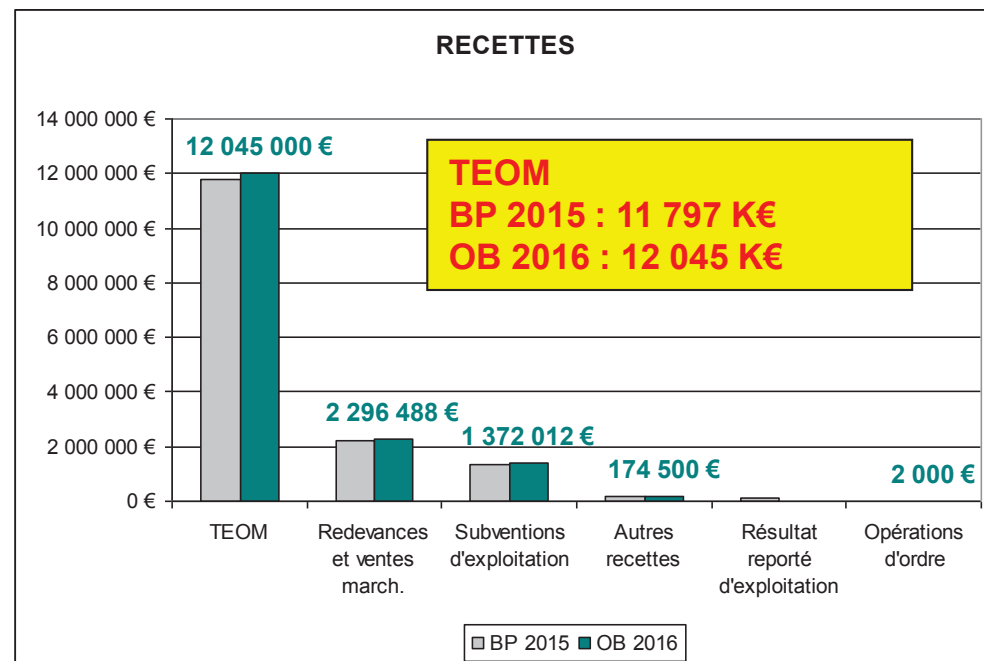 RECETTES
14 000 000 €
12 000 000 €
10 000 000 €
8 000 000 €
6 000 000 €
4 000 000 €
2 000 000 €
0 €
12 045 000 €
TEOM
BP 2015 : 11 797 K€
OB 2016 : 12 045 K€
2 296 488 €
1 372 012 €
174 500 €
2 000 €
TEOM
Redevances
et ventes
march.
Subventions
d'exploitation
Autres
recettes
Résultat
reporté
d'exploitation
Opérations
d'ordre
BP 2015
OB 2016